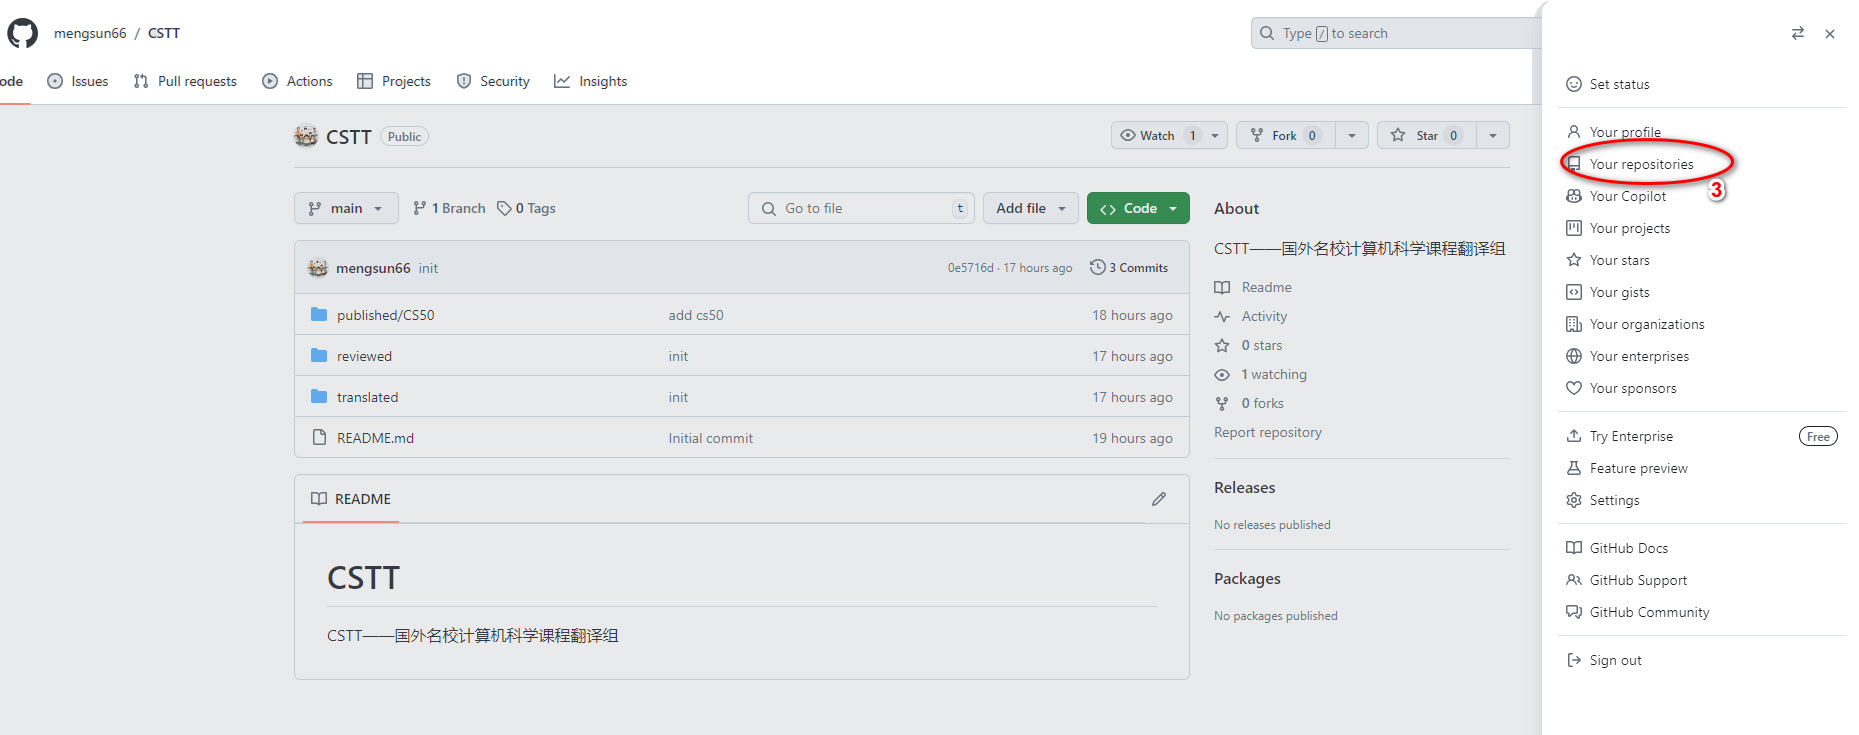 mengsun66 / CSTT
Type / to search
ode Issues Pull requests Actions Projects Security Insights
CSTT Public
Watch 1 Fork 0 Star 0
main 1 Branch 0 Tags Go to file t Add file Code
mengsun66 init 0e5716d · 17 hours ago 3 Commits
published/CS50 add cs50 18 hours ago
reviewed init 17 hours ago
translated init 17 hours ago
README.md Initial commit 19 hours ago
README
CSTT
CSTT——国外名校计算机科学课程翻译组
About
CSTT——国外名校计算机科学课程翻译组
Readme
Activity
0 stars
1 watching
0 forks
Report repository
Releases
No releases published
Packages
No packages published
Set status
Your profile
Your repositories
3
Your Copilot
Your projects
Your stars
Your gists
Your organizations
Your enterprises
Your sponsors
Try Enterprise Free
Feature preview
Settings
GitHub Docs
GitHub Support
GitHub Community
Sign out